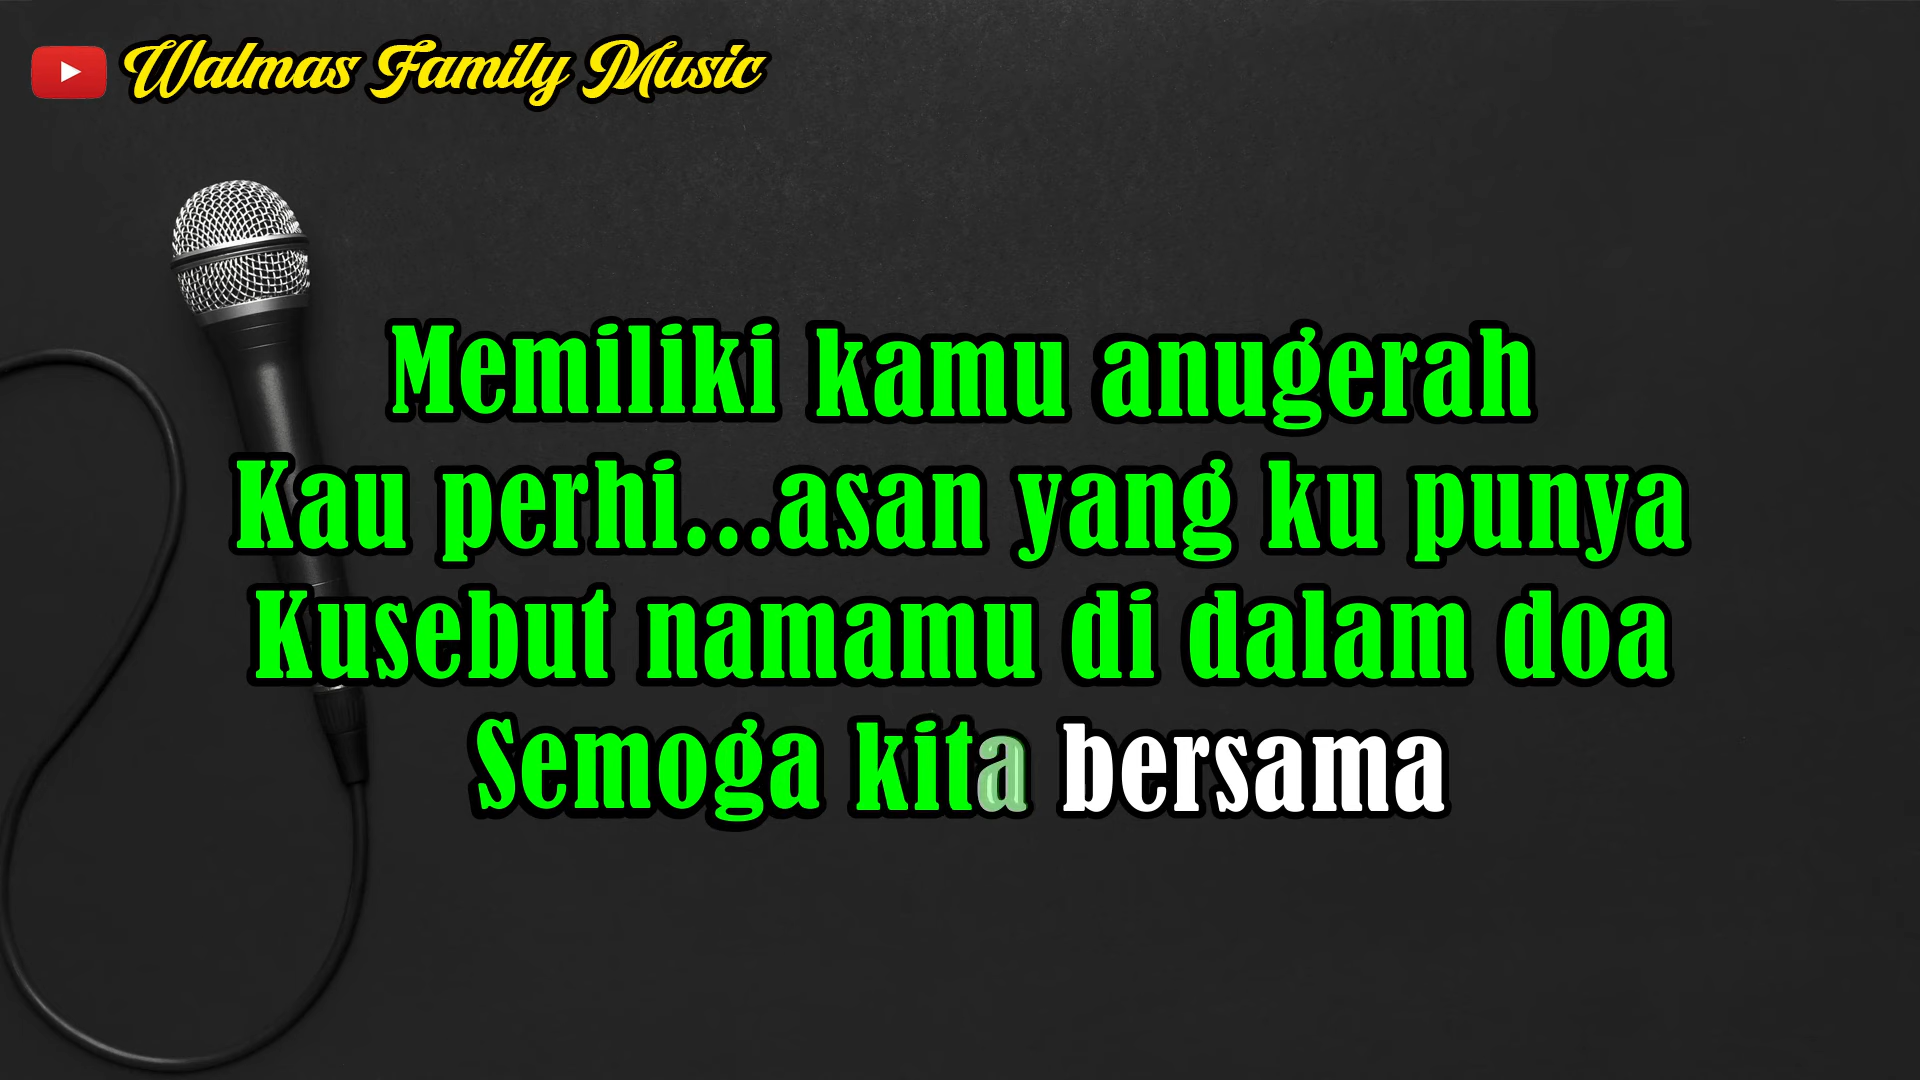 Walmas Family Music
Memiliki kamu anugerah
Kau perhi...asan yang ku punya
Kusebut namamu di dalam doa
Semoga kita bersama